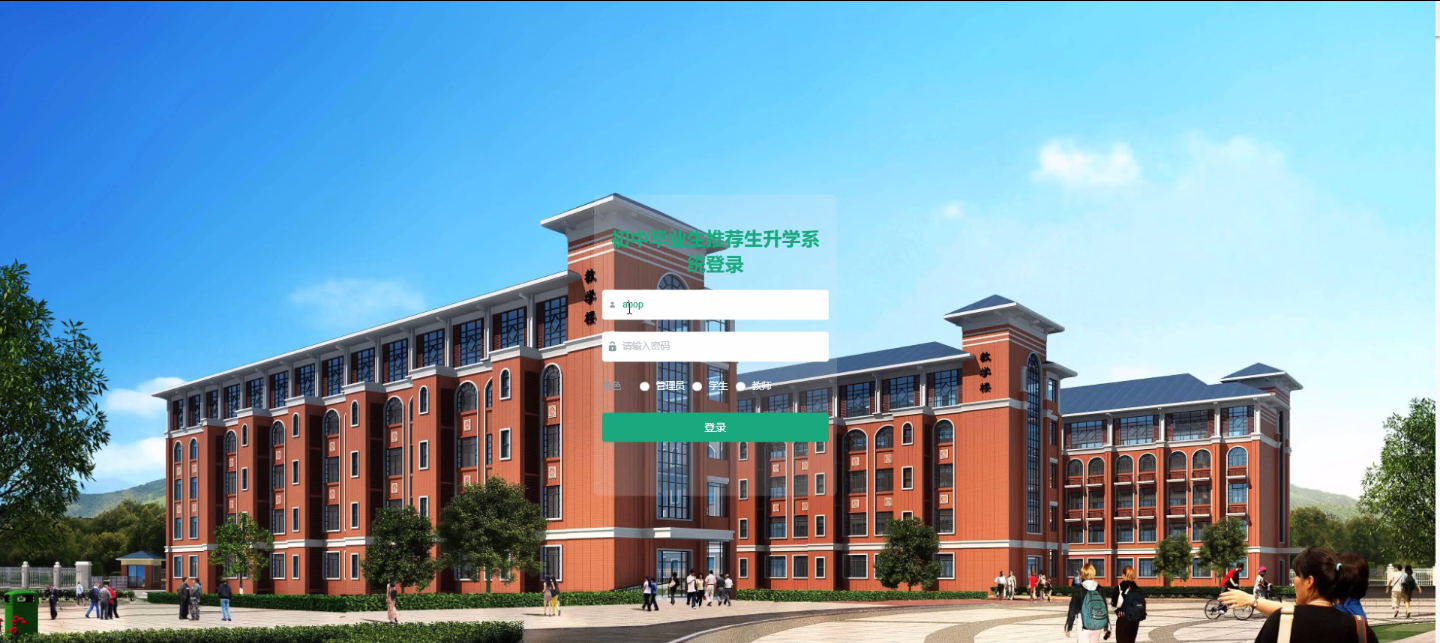 初中毕业生推荐生升学系
统登录
请输入密码
角色 管理员 学生 教师
登录
教学楼
教学楼